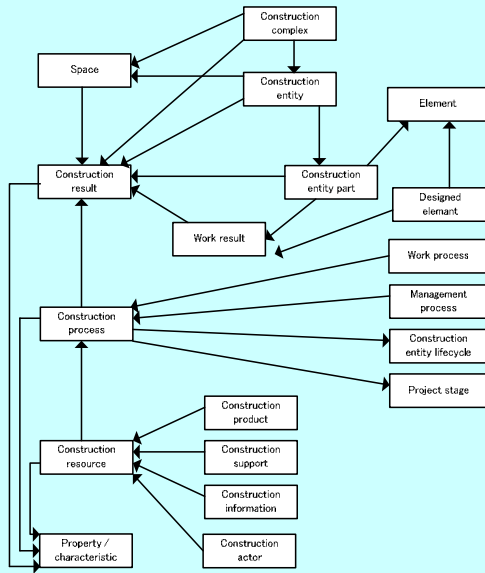 Construction
complex
Space
Construction
entity
Element
Construction
result
Construction
entity part
Designed
elemant
Work result
Work process
Management
process
Construction
process
Construction
entity lifecycle
Project stage
Construction
product
Construction
resource
Construction
support
Construction
information
Property /
characteristic
Construction
actor